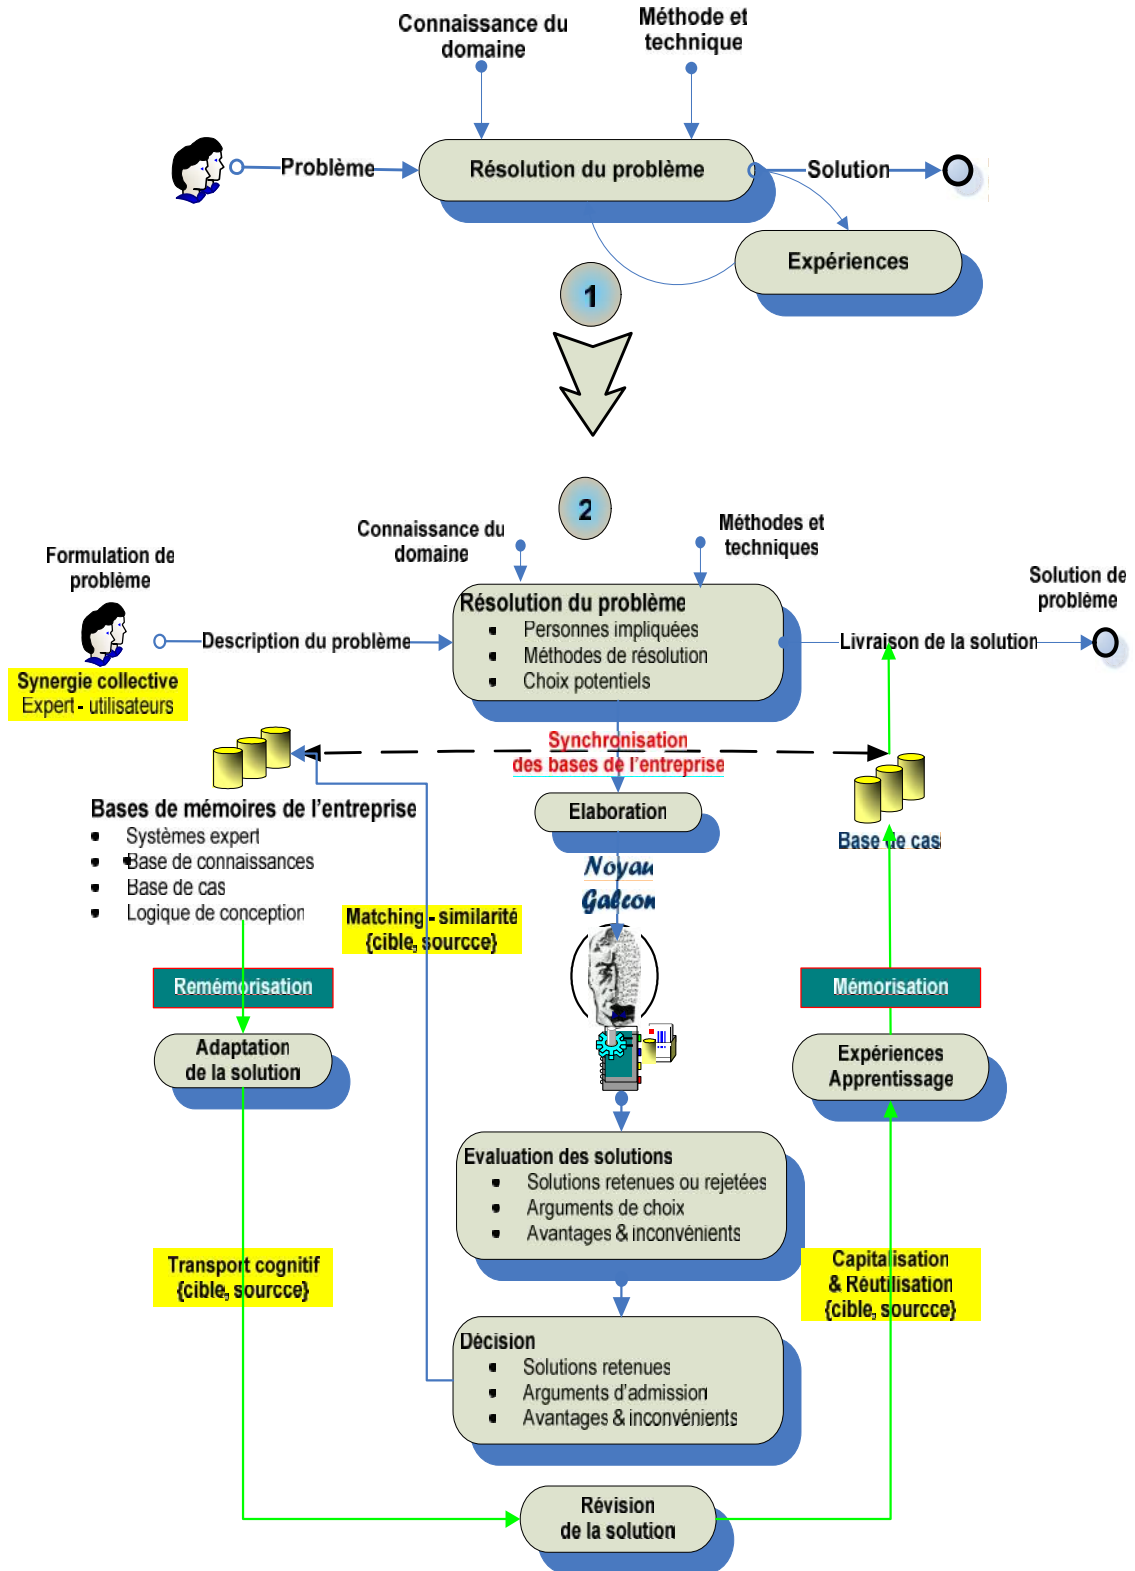 Connaissance du
domaine
Méthode et
technique
Problème
Résolution du problème
Solution
Expériences
1
2
Connaissance du
domaine
Méthodes et
techniques
Formulation de
problème
Solution de
problème
Description du problème
Résolution du problème
▪ Personnes impliquées
▪ Méthodes de résolution
▪ Choix potentiels
Livraison de la solution
Synergie collective
Expert - utilisateurs
Synchronisation
des bases de l'entreprise
Bases de mémoires de l'entreprise
▪ Systèmes expert
▪ Base de connaissances
▪ Base de cas
▪ Logique de conception
Elaboration
Base de cas
Noyau
Gabcon
Matching - similarité
{cible, sourcce}
Remémorisation
Mémorisation
Adaptation
de la solution
Expériences
Apprentissage
Evaluation des solutions
▪ Solutions retenues ou rejetées
▪ Arguments de choix
▪ Avantages & inconvénients
Transport cognitif
{cible, sourcce}
Capitalisation
& Réutilisation
{cible, sourcce}
Décision
▪ Solutions retenues
▪ Arguments d'admission
▪ Avantages & inconvénients
Révision
de la solution